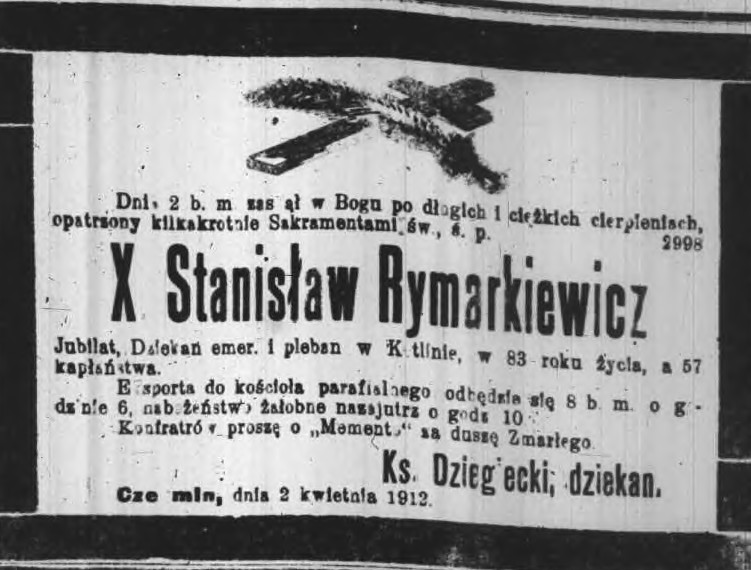 Dnia 2 b. m zasnął w Bogu po długich i ciężkich cierpieniach,
opatrzony kilkakrotnie Sakramentami św., ś. p.
2998
X Stanisław Rymarkiewicz
Jubilat, Dziekan emer. i pleban w Kotlinie, w 83 roku życia, a 57
kapłaństwa.
Eksporta do kościoła parafialnego odbędzie się 8 b. m. o go-
dzinie 6, nabożeństwo żałobne nazajutrz o godz 10
Konfratrów proszę o „Memento“ za duszę Zmarłego.
Ks. Dzieg ecki, dziekan.
dnia 2 kwietnia 1912.